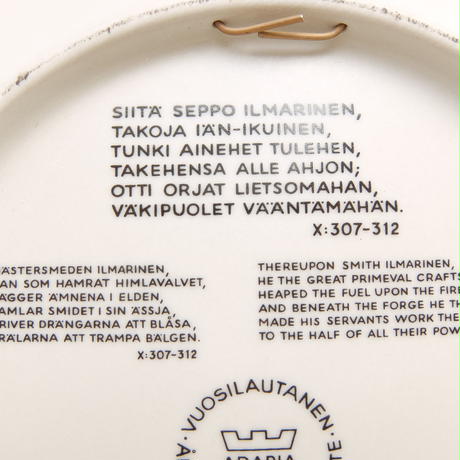 SIITÄ SEPPO ILMARINEN,
TAKOJA IÄN-IKUINEN,
TUNKI AINEHET TULEHEN,
TAKEHENSA ALLE AHJON;
OTTI ORJAT LIETSOMAHAN,
VÄKIPUOLET VÄÄNTÄMÄHÄN.
X:307-312
ÄSTERSMEDEN ILMARINEN,
AN SOM HAMRAT HIMLAVALVET,
ÄGGER ÄMNENA I ELDEN,
AMLAR SMIDET I SIN ÄSSJA,
RIVER DRÄNGARNA ATT BLÅSA,
RÄLARNA ATT TRAMPA BÄLGEN.
X:307-312
THEREUPON SMITH ILMARINEN,
HE THE GREAT PRIMEVAL CRAFTS
HEAPED THE FUEL UPON THE FIRE
AND BENEATH THE FORGE HE TH
MADE HIS SERVANTS WORK THE
TO THE HALF OF ALL THEIR POW
· VUOSILAUTANEN ·
ARABIA